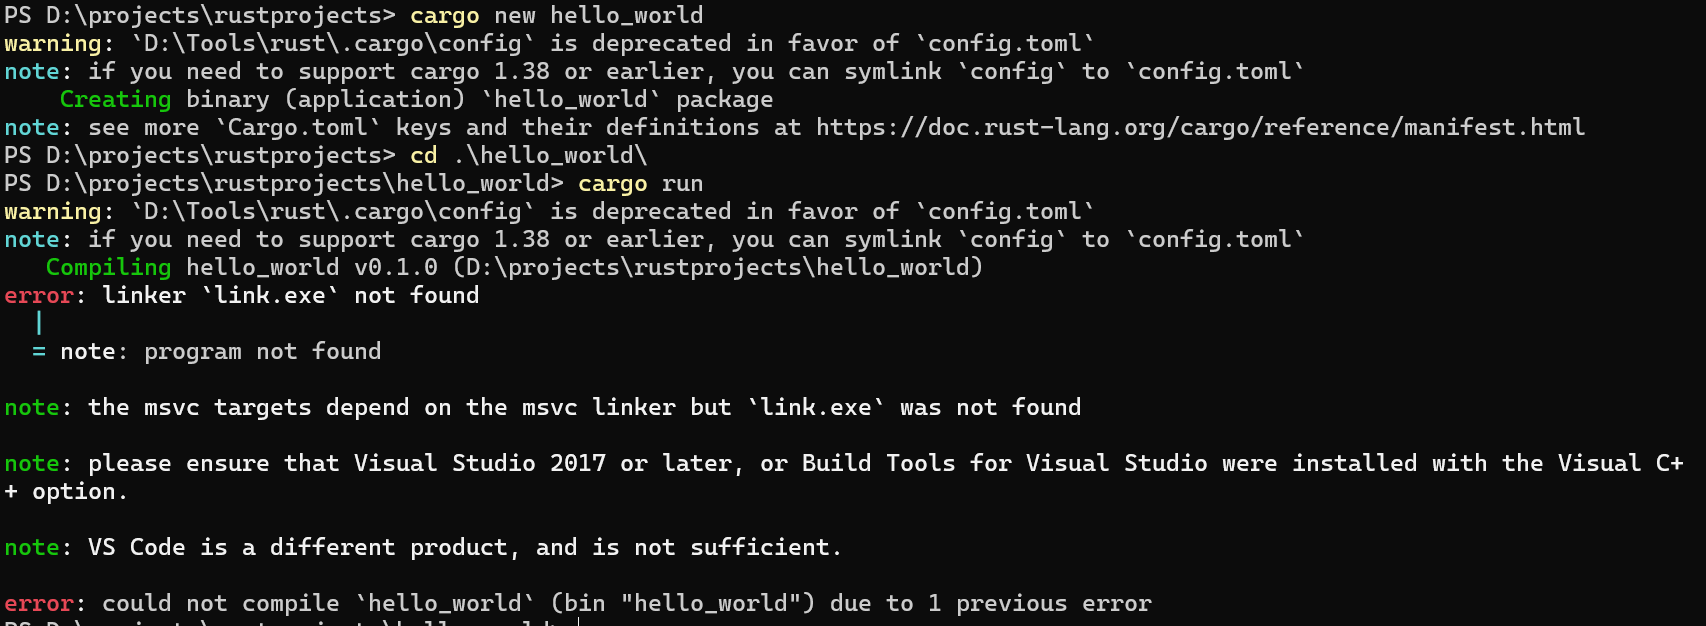 PS D:\projects\rustprojects> cargo new hello_world
warning: `D:\Tools\rust\.cargo\config` is deprecated in favor of `config.toml`
note: if you need to support cargo 1.38 or earlier, you can symlink `config` to `config.toml`
    Creating binary (application) `hello_world` package
note: see more `Cargo.toml` keys and their definitions at https://doc.rust-lang.org/cargo/reference/manifest.html
PS D:\projects\rustprojects> cd .\hello_world\
PS D:\projects\rustprojects\hello_world> cargo run
warning: `D:\Tools\rust\.cargo\config` is deprecated in favor of `config.toml`
note: if you need to support cargo 1.38 or earlier, you can symlink `config` to `config.toml`
   Compiling hello_world v0.1.0 (D:\projects\rustprojects\hello_world)
error: linker `link.exe` not found
  |
  = note: program not found

note: the msvc targets depend on the msvc linker but `link.exe` was not found

note: please ensure that Visual Studio 2017 or later, or Build Tools for Visual Studio were installed with the Visual C+
+ option.

note: VS Code is a different product, and is not sufficient.

error: could not compile `hello_world` (bin "hello_world") due to 1 previous error